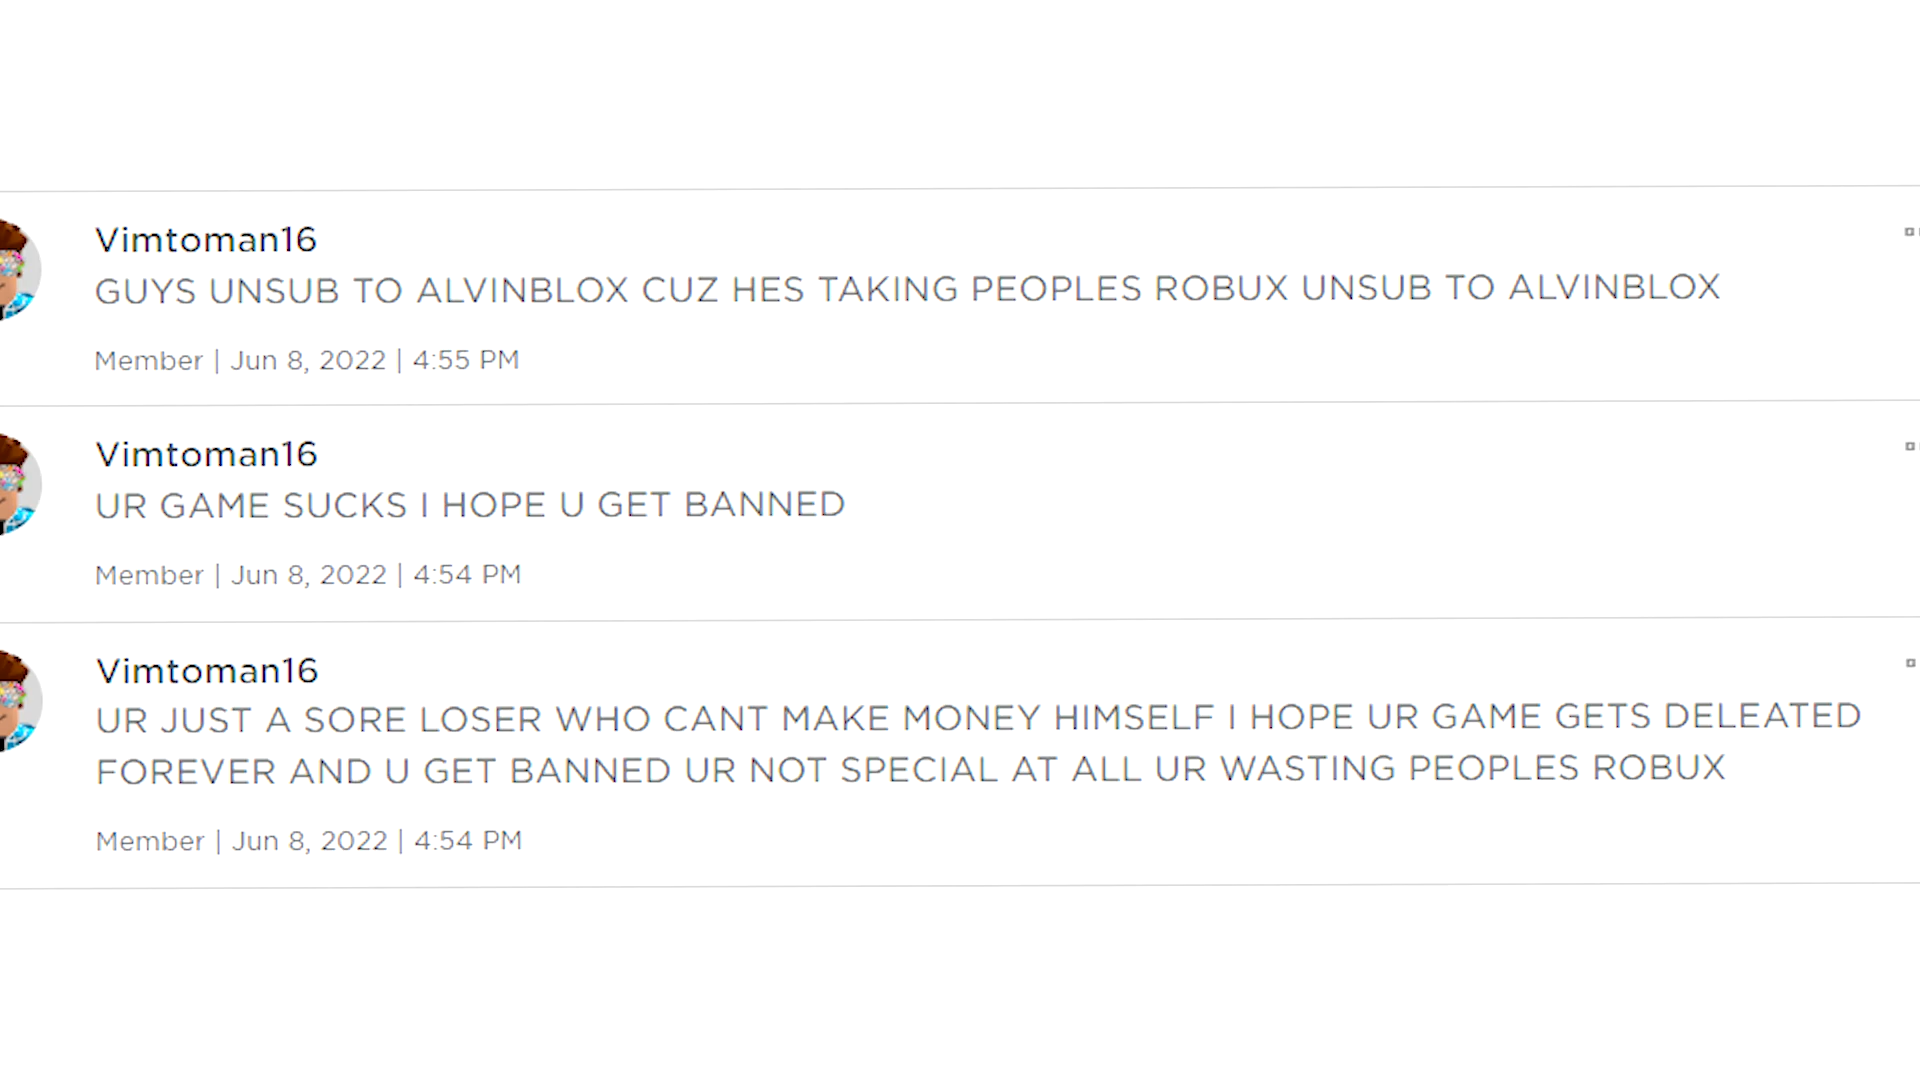 Vimtoman16
GUYS UNSUB TO ALVINBLOX CUZ HES TAKING PEOPLES ROBUX UNSUB TO ALVINBLOX
Member | Jun 8, 2022 | 4:55 PM
Vimtoman16
UR GAME SUCKS I HOPE U GET BANNED
Member | Jun 8, 2022 | 4:54 PM
Vimtoman16
UR JUST A SORE LOSER WHO CANT MAKE MONEY HIMSELF I HOPE UR GAME GETS DELEATED
FOREVER AND U GET BANNED UR NOT SPECIAL AT ALL UR WASTING PEOPLES ROBUX
Member | Jun 8, 2022 | 4:54 PM